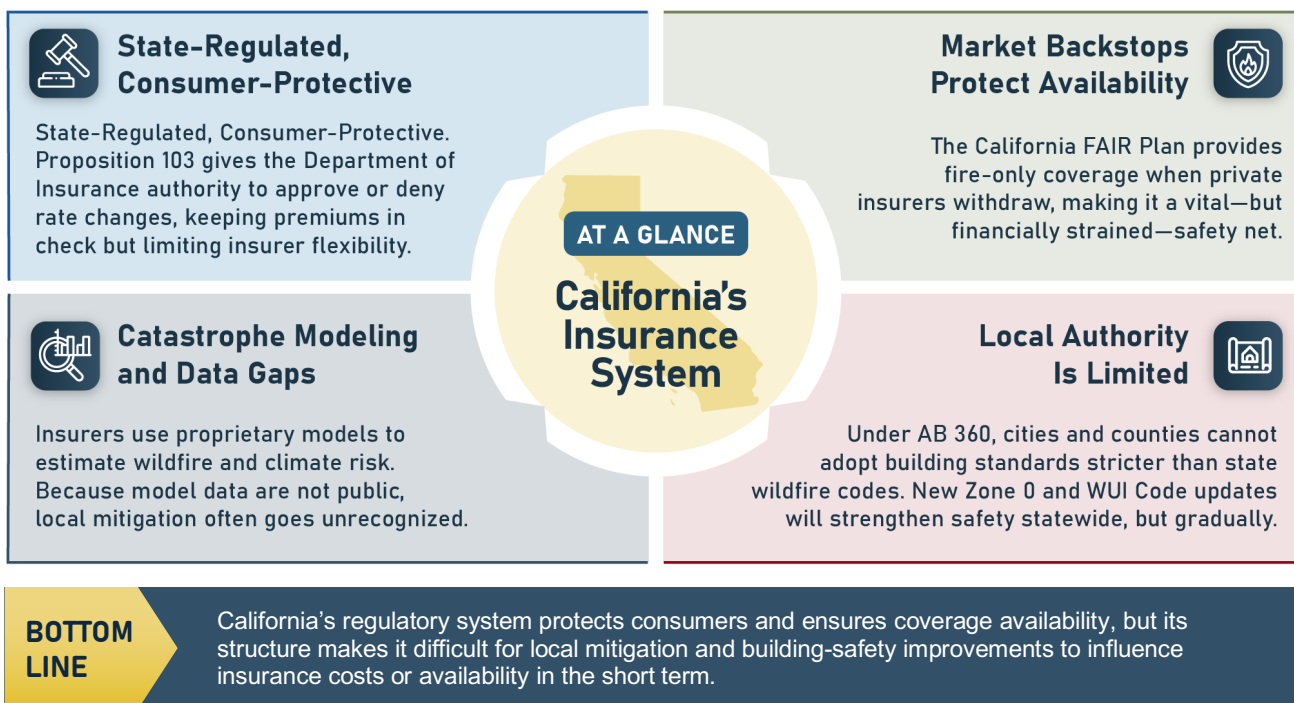 State-Regulated,
Consumer-Protective
State-Regulated, Consumer-Protective.
Proposition 103 gives the Department of
Insurance authority to approve or deny
rate changes, keeping premiums in
check but limiting insurer flexibility.
Market Backstops
Protect Availability
The California FAIR Plan provides
fire-only coverage when private
insurers withdraw, making it a vital—but
financially strained—safety net.
AT A GLANCE
California's
Insurance
System
Catastrophe Modeling
and Data Gaps
Insurers use proprietary models to
estimate wildfire and climate risk.
Because model data are not public,
local mitigation often goes unrecognized.
Local Authority
Is Limited
Under AB 360, cities and counties cannot
adopt building standards stricter than state
wildfire codes. New Zone 0 and WUI Code updates
will strengthen safety statewide, but gradually.
BOTTOM
LINE
California's regulatory system protects consumers and ensures coverage availability, but its
structure makes it difficult for local mitigation and building-safety improvements to influence
insurance costs or availability in the short term.